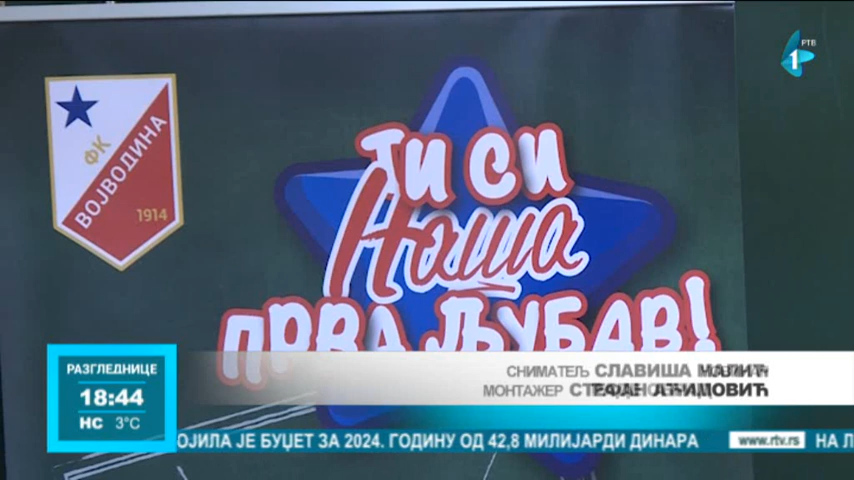 РТВ
1
ФК
ВОЈВОДИНА
1914
ТИ СИ
Наша
ПРВА ЉУБАВ!
РАЗГЛЕДНИЦЕ
18:44
НС 3°C
СНИМАТЕЉ СЛАВИША
МОНТАЖЕР
ОЈИЛА ЈЕ БУЏЕТ ЗА 2024. ГОДИНУ ОД 42,8 МИЛИЈАРДИ ДИНАРА
www.rtv.rs
НА Л